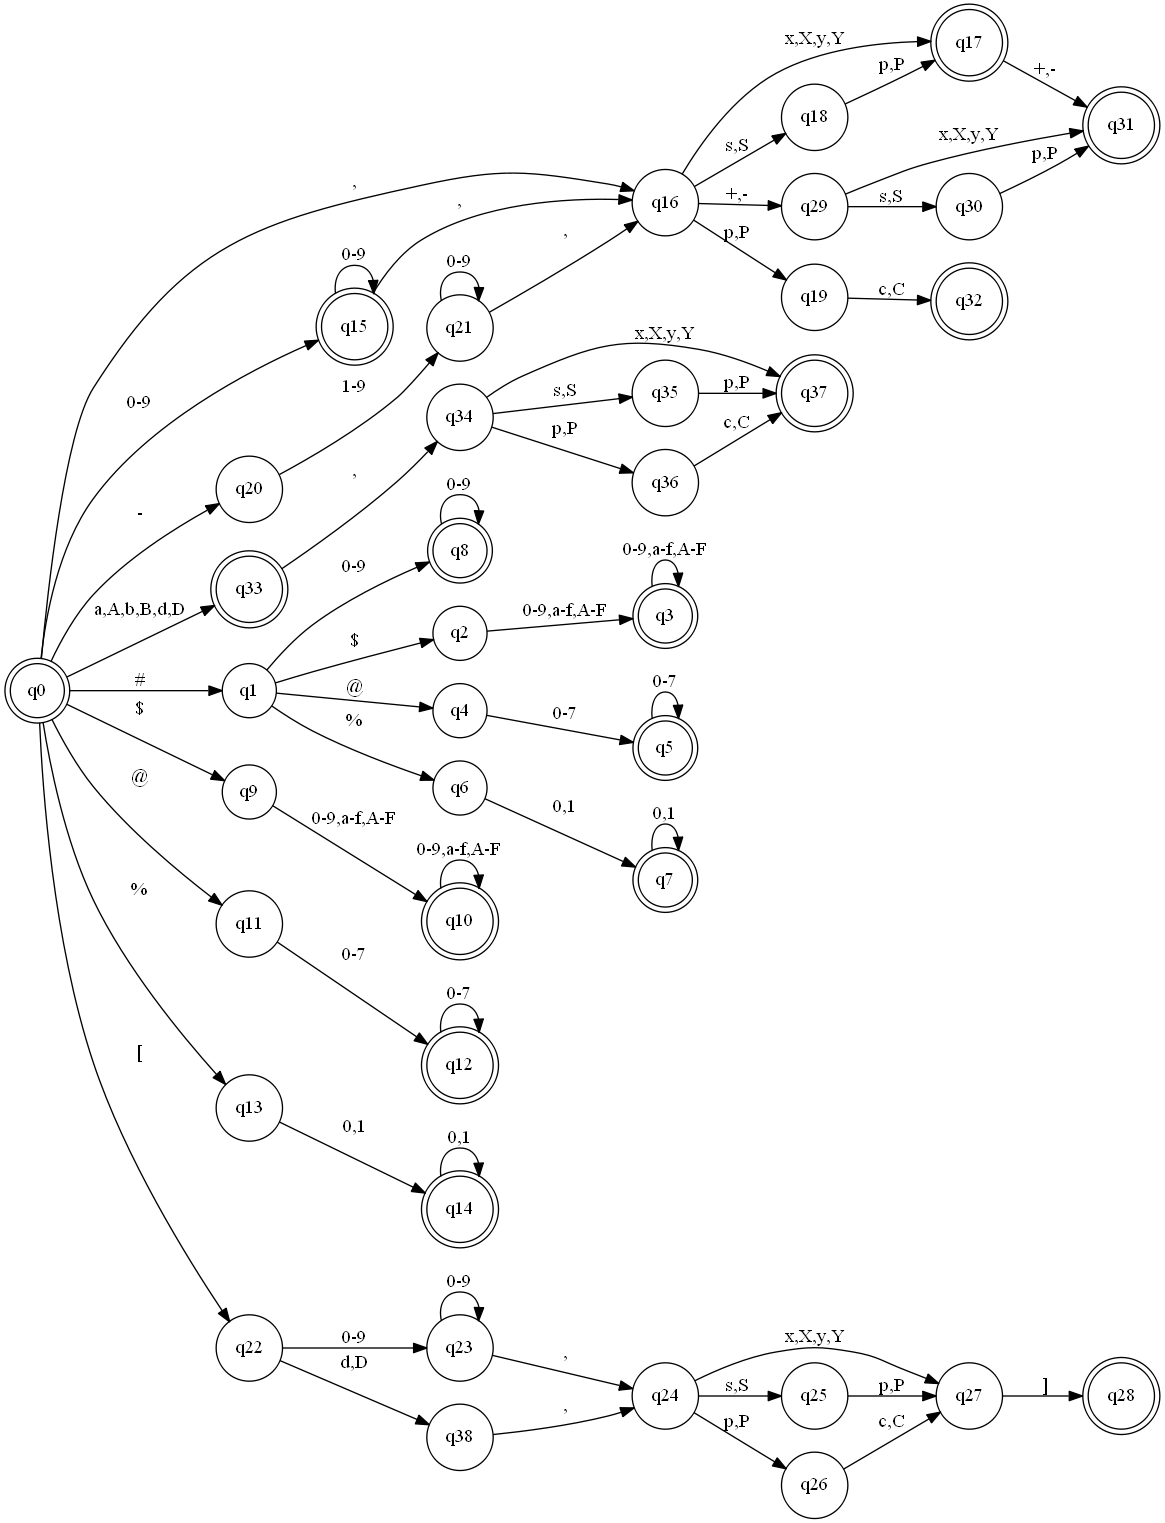 x,X,y,Y
q17
p,P
+,-
q18
q31
x,X,y,Y
s,S
p,P
,
+,-
q16
q29
s,S
q30
,
p,P
,
0-9
0-9
q19
c,C
q32
q15
q21
x,X,y,Y
1-9
s,S
q35
p,P
q37
0-9
q34
p,P
c,C
,
q20
0-9
q36
-
q8
0-9
0-9,a-f,A-F
q33
a,A,b,B,d,D
0-9,a-f,A-F
q3
$
q2
#
@
0-7
q0
q1
q4
0-7
$
%
q5
@
q9
q6
0,1
0,1
0-9,a-f,A-F
0-9,a-f,A-F
q7
%
q11
q10
0-7
0-7
[
q12
q13
0,1
0,1
q14
0-9
0-9
x,X,y,Y
q22
q23
,
d,D
s,S
p,P
]
q24
q25
q27
q28
,
p,P
c,C
q38
q26